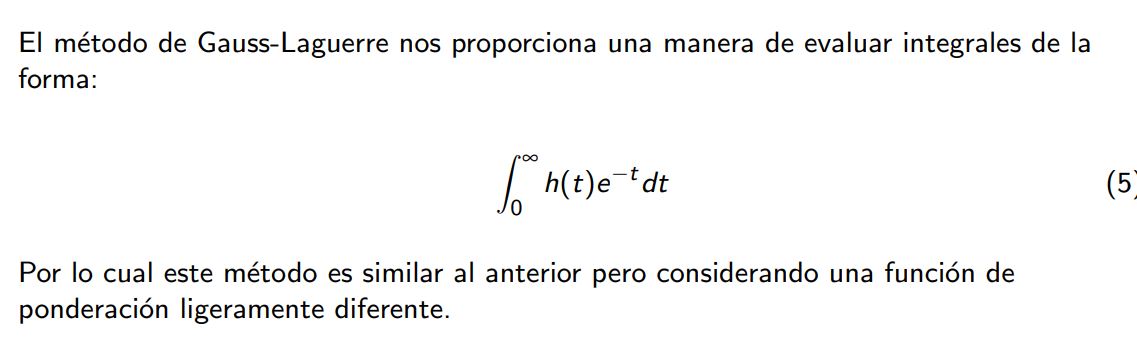 El método de Gauss-Laguerre nos proporciona una manera de evaluar integrales de la
forma:
∫₀^∞ h(t)e^{-t}dt (5)
Por lo cual este método es similar al anterior pero considerando una función de
ponderación ligeramente diferente.